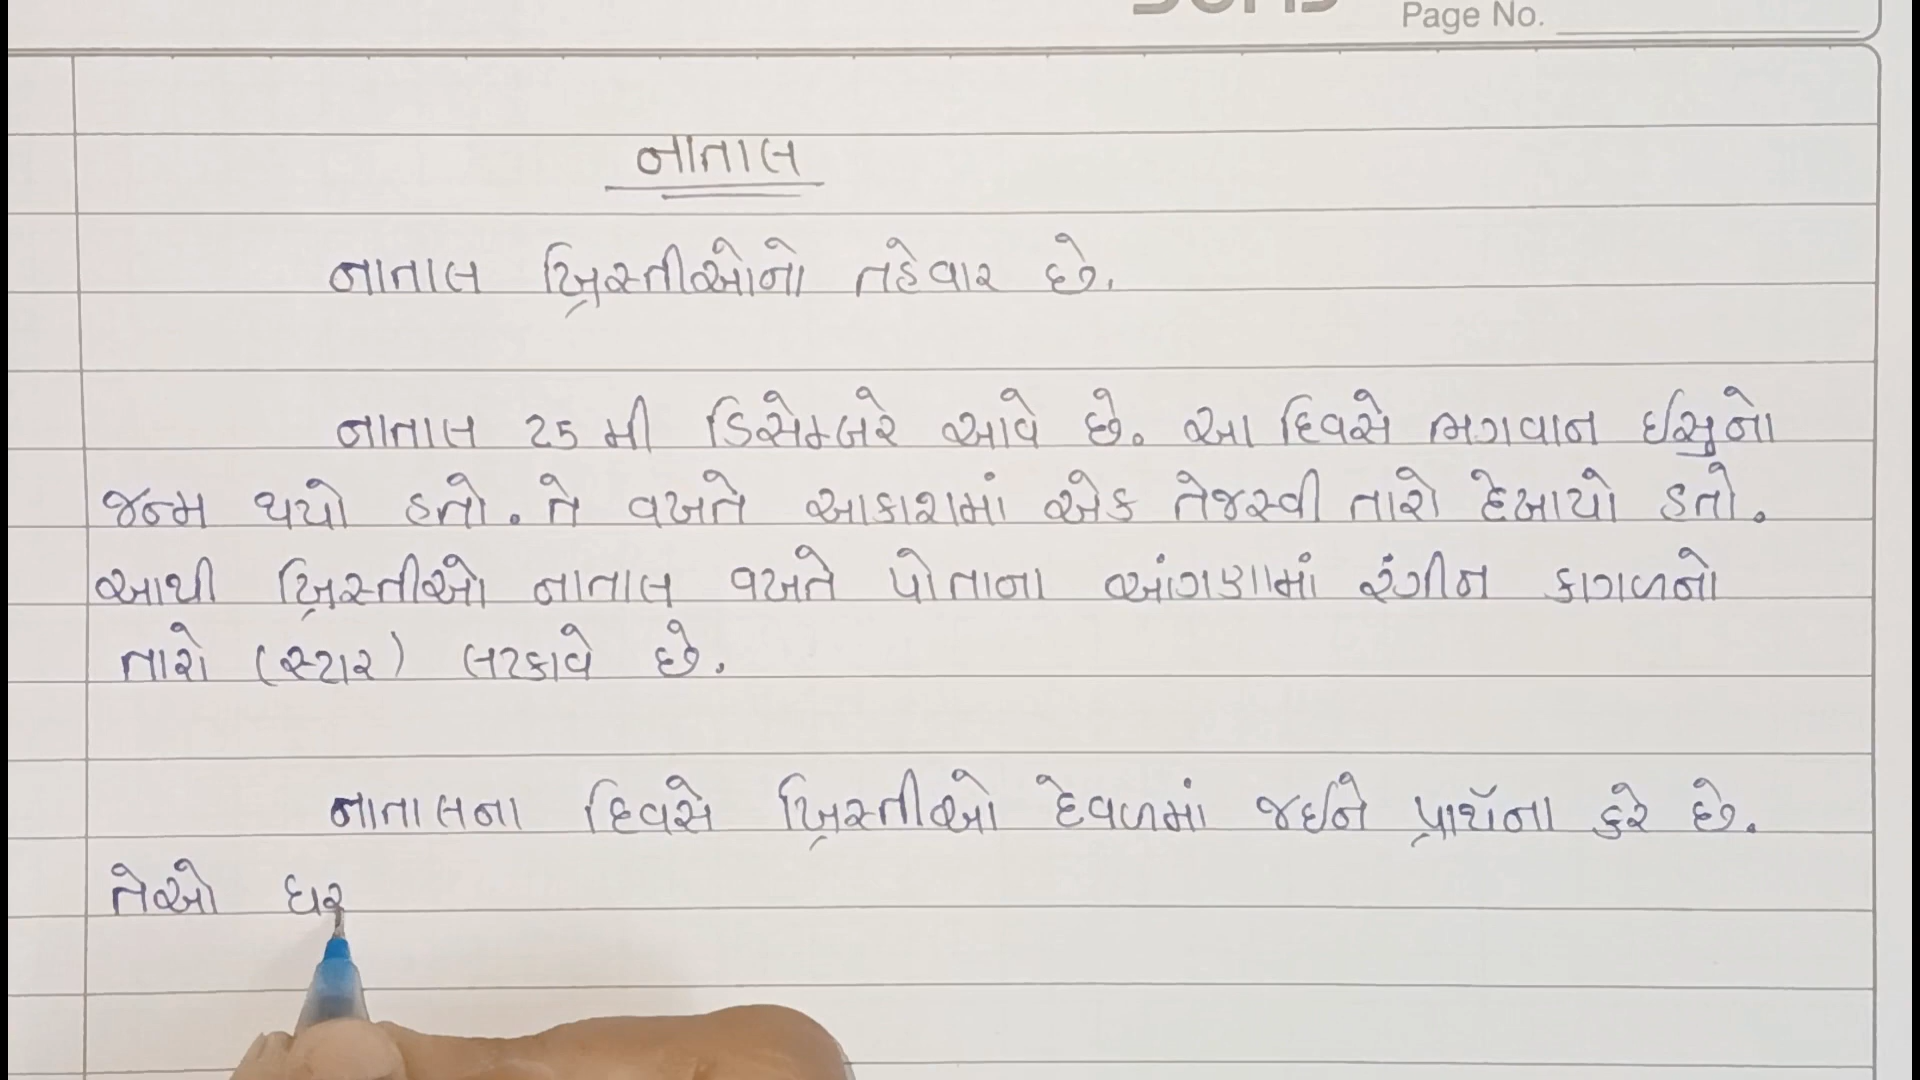 Page No.
નાતાલ
નાતાલ ખ્રિસ્તીઓનો તહેવાર છે.
નાતાલ 25 મી ડિસેમ્બરે આવે છે. આ દિવસે ભગવાન ઈસુનો
જન્મ થયો હતો. તે વખતે આકાશમાં એક તેજસ્વી તારો દેખાયો હતો.
આથી ખ્રિસ્તીઓ નાતાલ વખતે પોતાના આંગણામાં રંગીન કાગળનો
તારો (સ્ટાર) લટકાવે છે.
નાતાલના દિવસે ખ્રિસ્તીઓ દેવળમાં જઈને પ્રાર્થના કરે છે.
તેઓ ઘર